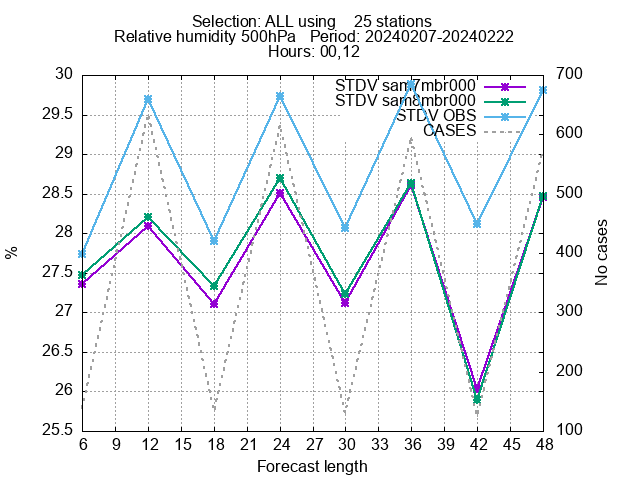 Selection: ALL using    25 stations
Relative humidity 500hPa   Period: 20240207-20240222
Hours: 00,12
STDV sam7mbr000
STDV sam8mbr000
STDV OBS
CASES
30
29.5
29
28.5
28
27.5
27
26.5
26
25.5
%
700
600
500
400
300
200
100
No cases
6 9 12 15 18 21 24 27 30 33 36 39 42 45 48
Forecast length